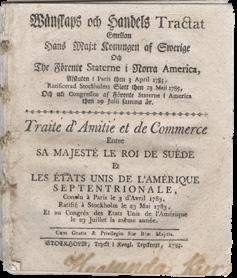 Wänskaps och Handels Tractat
Emellan
Hans Maj:t Konungen af Swerige
Och
The Förente Staterne i Norra America,
Afsluten i Paris then 3 April 1783,
Ratificerad Stockholms Slott then 23 Maji 1783,
Och uti Congressen af Förente Staterne i America
then 29 Julii samma år.
Traité d'Amitié et de Commerce
Entre
SA MAJESTÉ LE ROI DE SUÉDE
Et
LES ÉTATS UNIS DE L'AMÉRIQUE
SEPTENTRIONALE,
Conclu à Paris le 3 d'Avril 1783,
Ratifié à Stockholm le 23 Mai 1783,
Et au Congrès des Etats Unis de l'Amérique
le 29 Juillet la même année.
Cum Gratia & Privilegio Sæ Ræ Maj:tis.
STOCKHOLM, Tryckt i Kongl. Tryckeriet, 1785.